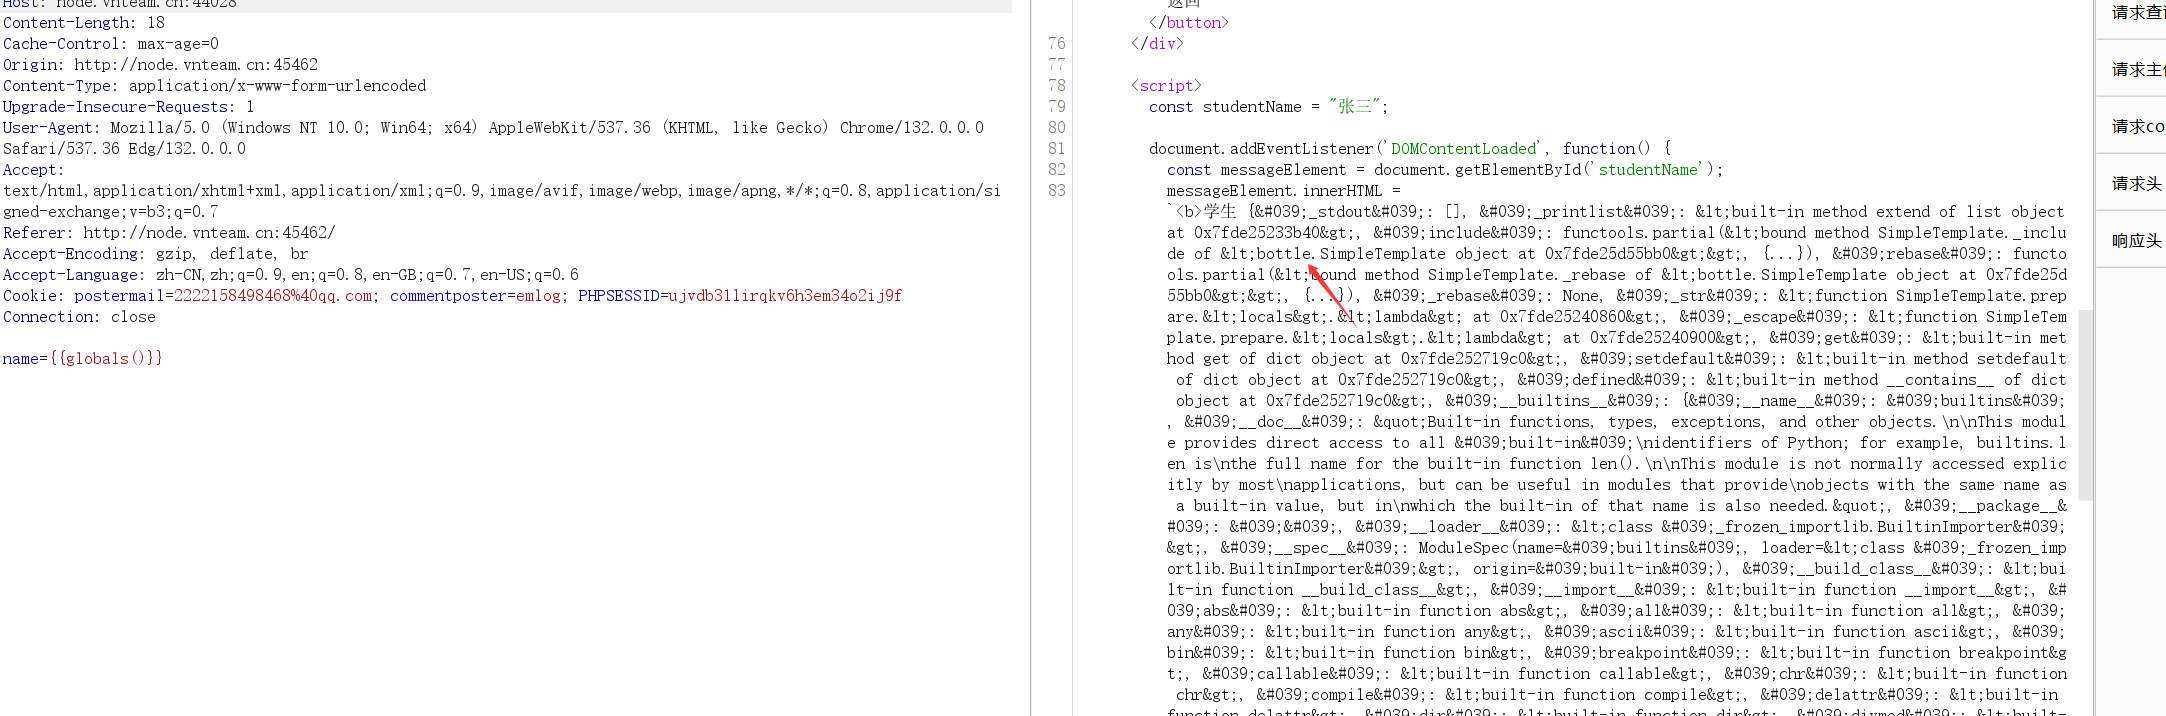 Host: node.vnteam.cn:44028
Content-Length: 18
Cache-Control: max-age=0
Origin: http://node.vnteam.cn:45462
Content-Type: application/x-www-form-urlencoded
Upgrade-Insecure-Requests: 1
User-Agent: Mozilla/5.0 (Windows NT 10.0; Win64; x64) AppleWebKit/537.36 (KHTML, like Gecko) Chrome/132.0.0.0
Safari/537.36 Edg/132.0.0.0
Accept:
text/html,application/xhtml+xml,application/xml;q=0.9,image/avif,image/webp,image/apng,*/*;q=0.8,application/si
gned-exchange;v=b3;q=0.7
Referer: http://node.vnteam.cn:45462/
Accept-Encoding: gzip, deflate, br
Accept-Language: zh-CN,zh;q=0.9,en;q=0.8,en-GB;q=0.7,en-US;q=0.6
Cookie: postermail=2222158498468%40qq.com; commentposter=emlog; PHPSESSID=ujvdb31lirqkv6h3em34o2ij9f
Connection: close
name={{globals()}}
返回
</button>
76 </div>
77
78 <script>
79 const studentName = "张三";
80
81 document.addEventListener('DOMContentLoaded', function() {
82 const messageElement = document.getElementById('studentName');
83 messageElement.innerHTML =
`<b>学生 {&#039;_stdout&#039;: [], &#039;_printlist&#039;: &lt;built-in method extend of list object
at 0x7fde25233b40&gt;, &#039;include&#039;: functools.partial(&lt;bound method SimpleTemplate._inclu
de of &lt;bottle.SimpleTemplate object at 0x7fde25d55bb0&gt;&gt;, {...}), &#039;rebase&#039;: functo
ols.partial(&lt;bound method SimpleTemplate._rebase of &lt;bottle.SimpleTemplate object at 0x7fde25d
55bb0&gt;&gt;, {...}), &#039;_rebase&#039;: None, &#039;_str&#039;: &lt;function SimpleTemplate.prep
are.&lt;locals&gt;.&lt;lambda&gt; at 0x7fde25240860&gt;, &#039;_escape&#039;: &lt;function SimpleTem
plate.prepare.&lt;locals&gt;.&lt;lambda&gt; at 0x7fde25240900&gt;, &#039;get&#039;: &lt;built-in met
hod get of dict object at 0x7fde252719c0&gt;, &#039;setdefault&#039;: &lt;built-in method setdefault
of dict object at 0x7fde252719c0&gt;, &#039;defined&#039;: &lt;built-in method __contains__ of dict
object at 0x7fde252719c0&gt;, &#039;__builtins__&#039;: {&#039;__name__&#039;: &#039;builtins&#039;
, &#039;__doc__&#039;: &quot;Built-in functions, types, exceptions, and other objects.\n\nThis modul
e provides direct access to all &#039;built-in&#039;\nidentifiers of Python; for example, builtins.l
en is\nthe full name for the built-in function len().\n\nThis module is not normally accessed explic
itly by most\napplications, but can be useful in modules that provide\nobjects with the same name as
a built-in value, but in\nwhich the built-in of that name is also needed.&quot;, &#039;__package__&
#039;: &#039;&#039;, &#039;__loader__&#039;: &lt;class &#039;_frozen_importlib.BuiltinImporter&#039;
&gt;, &#039;__spec__&#039;: ModuleSpec(name=&#039;builtins&#039;, loader=&lt;class &#039;_frozen_imp
ortlib.BuiltinImporter&#039;&gt;, origin=&#039;built-in&#039;), &#039;__build_class__&#039;: &lt;bui
lt-in function __build_class__&gt;, &#039;__import__&#039;: &lt;built-in function __import__&gt;, &#
039;abs&#039;: &lt;built-in function abs&gt;, &#039;all&#039;: &lt;built-in function all&gt;, &#039;
any&#039;: &lt;built-in function any&gt;, &#039;ascii&#039;: &lt;built-in function ascii&gt;, &#039;
bin&#039;: &lt;built-in function bin&gt;, &#039;breakpoint&#039;: &lt;built-in function breakpoint&g
t;, &#039;callable&#039;: &lt;built-in function callable&gt;, &#039;chr&#039;: &lt;built-in function
chr&gt;, &#039;compile&#039;: &lt;built-in function compile&gt;, &#039;delattr&#039;: &lt;built-in
function delattr&gt;, &#039;dir&#039;: &lt;built-in function dir&gt;, &#039;divmod&#039;: &lt;built-
请求查
请求主
请求co
请求头
响应头